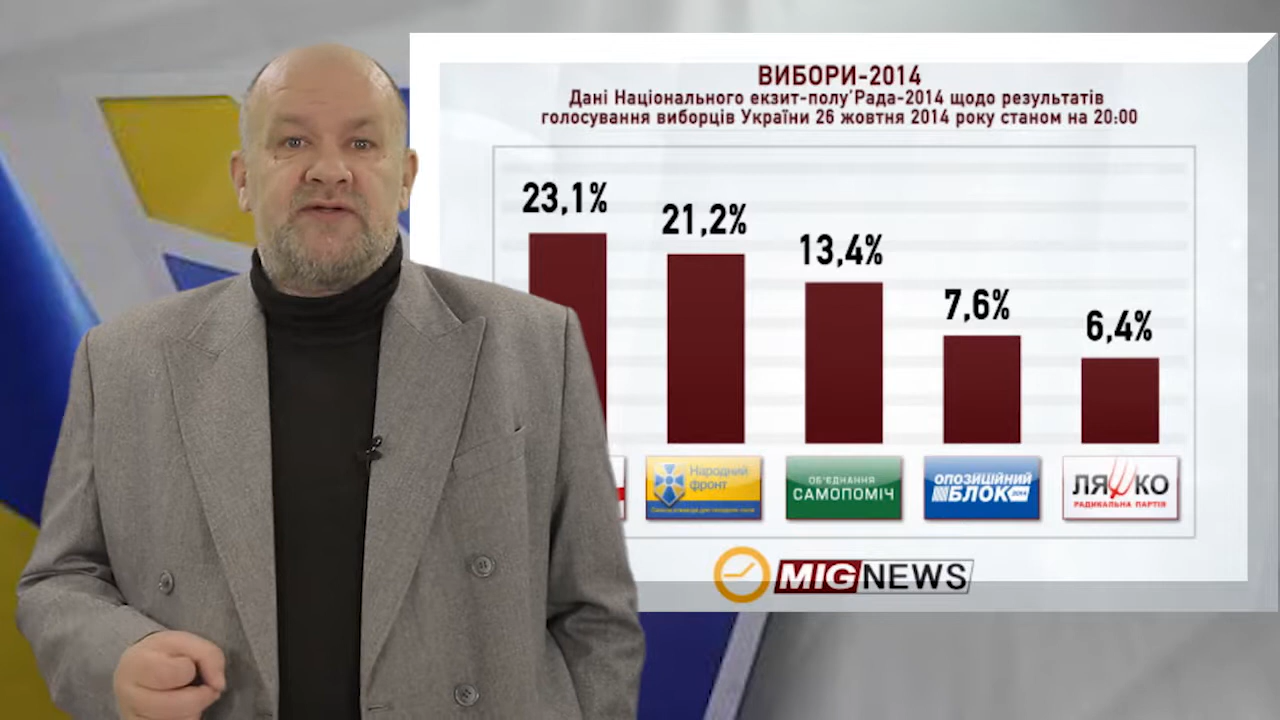 ВИБОРИ-2014
Дані Національного екзит-полу'Рада-2014 щодо результатів
голосування виборців України 26 жовтня 2014 року станом на 20:00
23,1%
21,2%
13,4%
7,6%
6,4%
Народний
фронт
ОБ'ЄДНАННЯ
САМОПОМІЧ
ОПОЗИЦІЙНИЙ
БЛОК 2014
ЛЯШКО
РАДИКАЛЬНА ПАРТІЯ
MIGNEWS